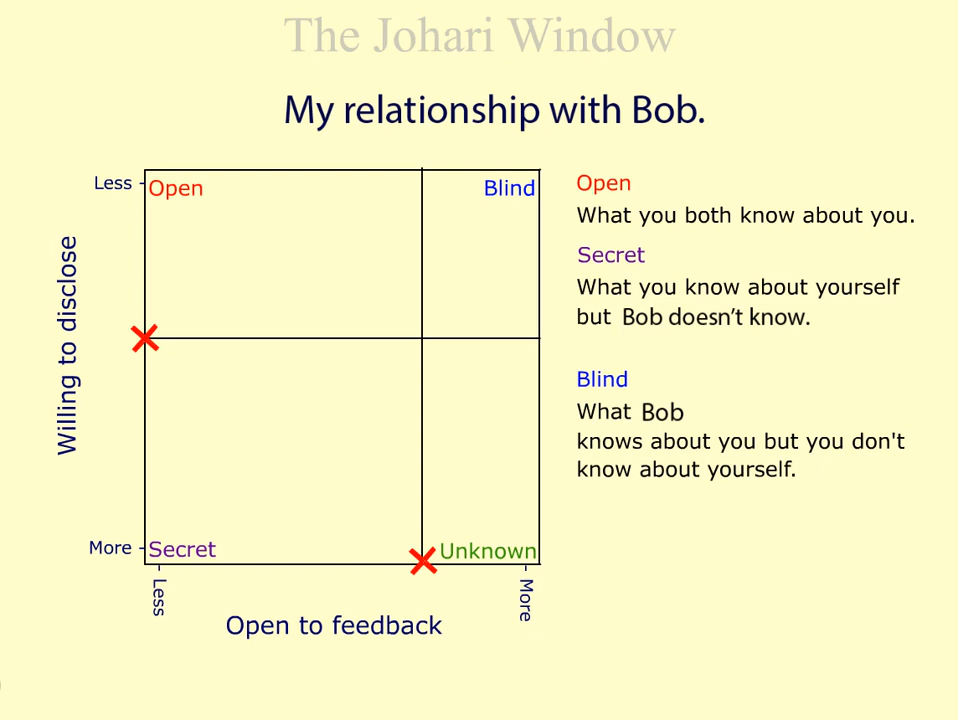 The Johari Window
My relationship with Bob.
Less
Open
Blind
Willing to disclose
More
Secret
Unknown
Less
More
Open to feedback
Open
What you both know about you.
Secret
What you know about yourself
but Bob doesn't know.
Blind
What Bob
knows about you but you don't
know about yourself.